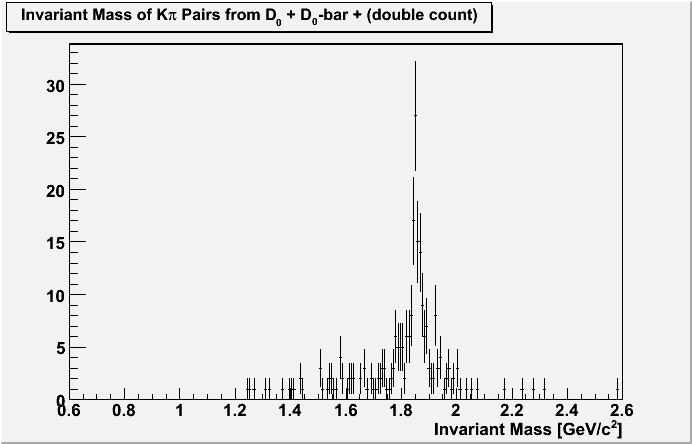 Invariant Mass of Kπ Pairs from D₀ + D₀-bar + (double count)
30
25
20
15
10
5
0
0.6 0.8 1 1.2 1.4 1.6 1.8 2 2.2 2.4 2.6
Invariant Mass [GeV/c²]